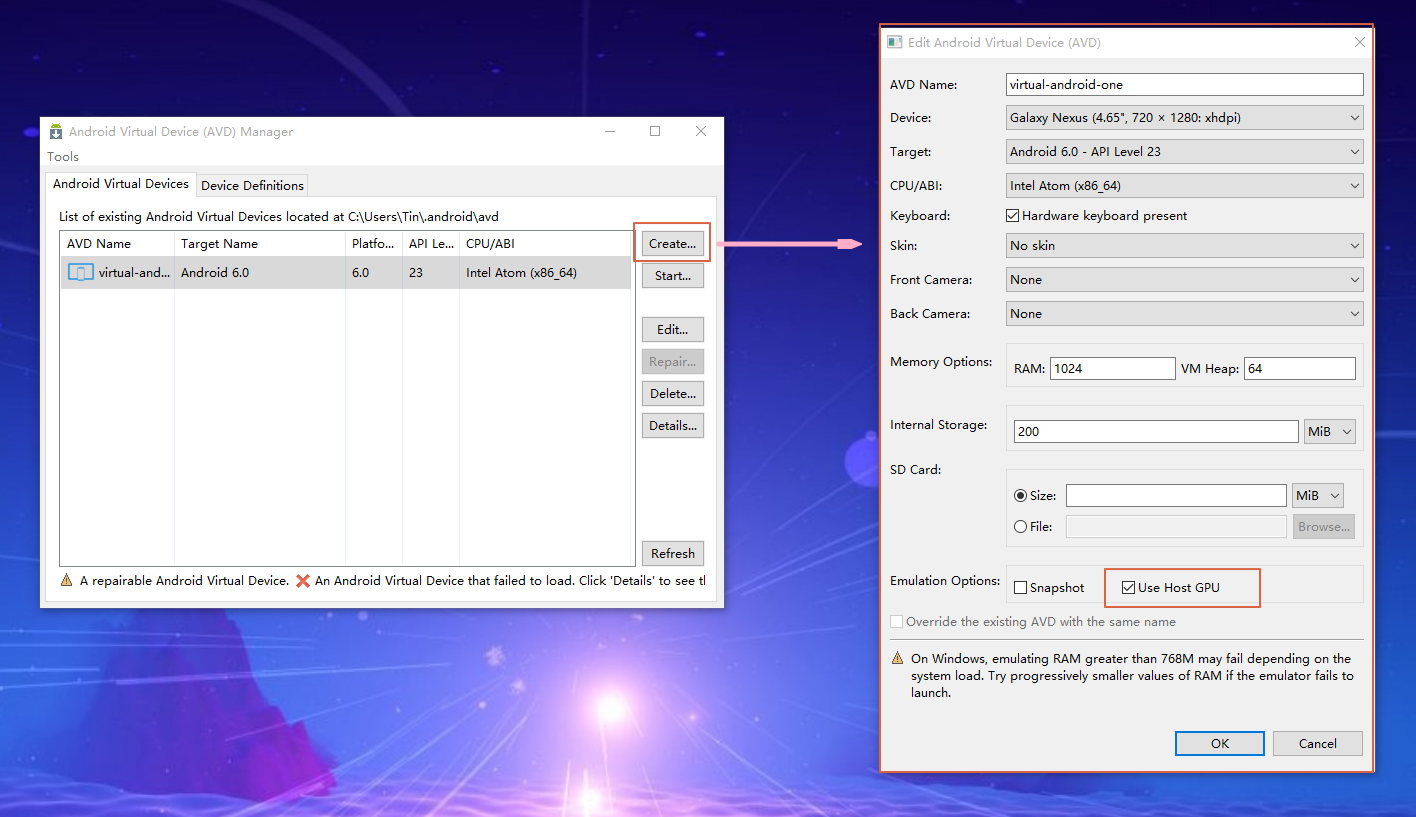 Android Virtual Device (AVD) Manager
Tools
Android Virtual Devices
Device Definitions
List of existing Android Virtual Devices located at C:\Users\Tin\.android\avd
AVD Name Target Name Platfo... API Le... CPU/ABI
virtual-and... Android 6.0 6.0 23 Intel Atom (x86_64)
Create...
Start...
Edit...
Repair...
Delete...
Details...
Refresh
A repairable Android Virtual Device. An Android Virtual Device that failed to load. Click 'Details' to see tl
Edit Android Virtual Device (AVD)
AVD Name: virtual-android-one
Device: Galaxy Nexus (4.65", 720 × 1280: xhdpi)
Target: Android 6.0 - API Level 23
CPU/ABI: Intel Atom (x86_64)
Keyboard: Hardware keyboard present
Skin: No skin
Front Camera: None
Back Camera: None
Memory Options: RAM: 1024 VM Heap: 64
Internal Storage: 200 MiB
SD Card:
Size: MiB
File: Browse...
Emulation Options: Snapshot Use Host GPU
Override the existing AVD with the same name
On Windows, emulating RAM greater than 768M may fail depending on the
system load. Try progressively smaller values of RAM if the emulator fails to
launch.
OK Cancel